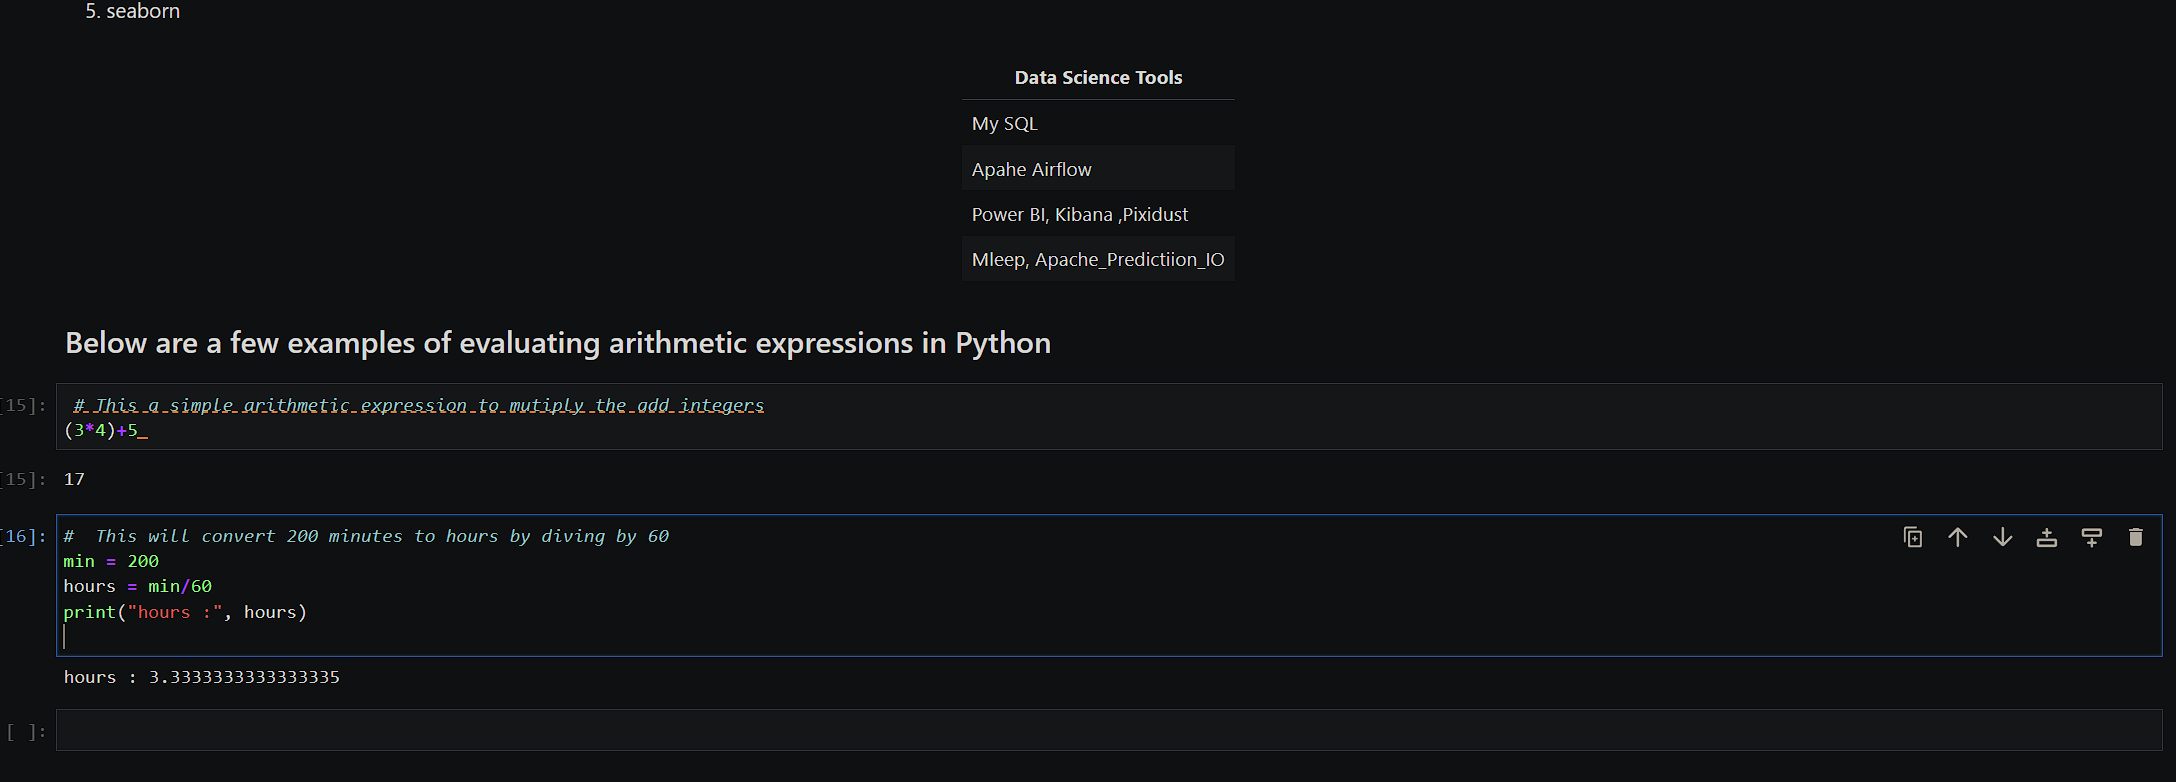 5. seaborn
Data Science Tools
My SQL
Apahe Airflow
Power BI, Kibana ,Pixidust
Mleep, Apache_Predictiion_IO
Below are a few examples of evaluating arithmetic expressions in Python
[15]: # This a simple arithmetic expression to mutiply the add integers
(3*4)+5
[15]: 17
[16]: #  This will convert 200 minutes to hours by diving by 60
min = 200
hours = min/60
print("hours :", hours)
hours : 3.3333333333333335
[ ]: